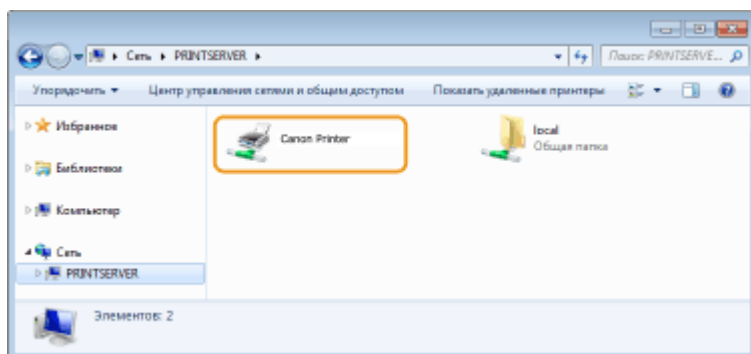 Сеть ▸ PRINTSERVER ▸
Поиск: PRINTSERVE...
Упорядочить
Центр управления сетями и общим доступом
Показать удаленные принтеры
Избранное
Canon Printer
local
Общая папка
Библиотеки
Компьютер
Сеть
PRINTSERVER
Элементов: 2